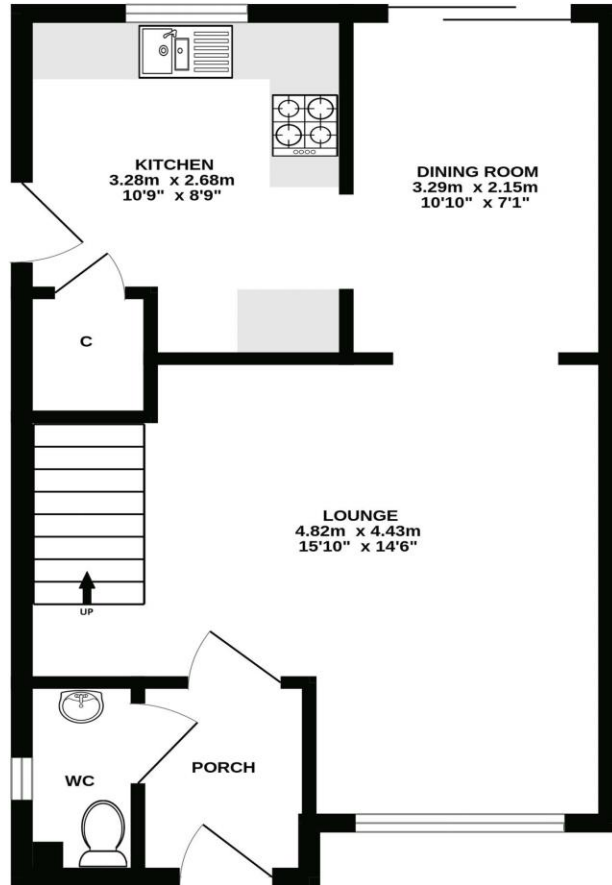 KITCHEN
3.28m x 2.68m
10'9" x 8'9"
DINING ROOM
3.29m x 2.15m
10'10" x 7'1"
C
LOUNGE
4.82m x 4.43m
15'10" x 14'6"
UP
WC
PORCH